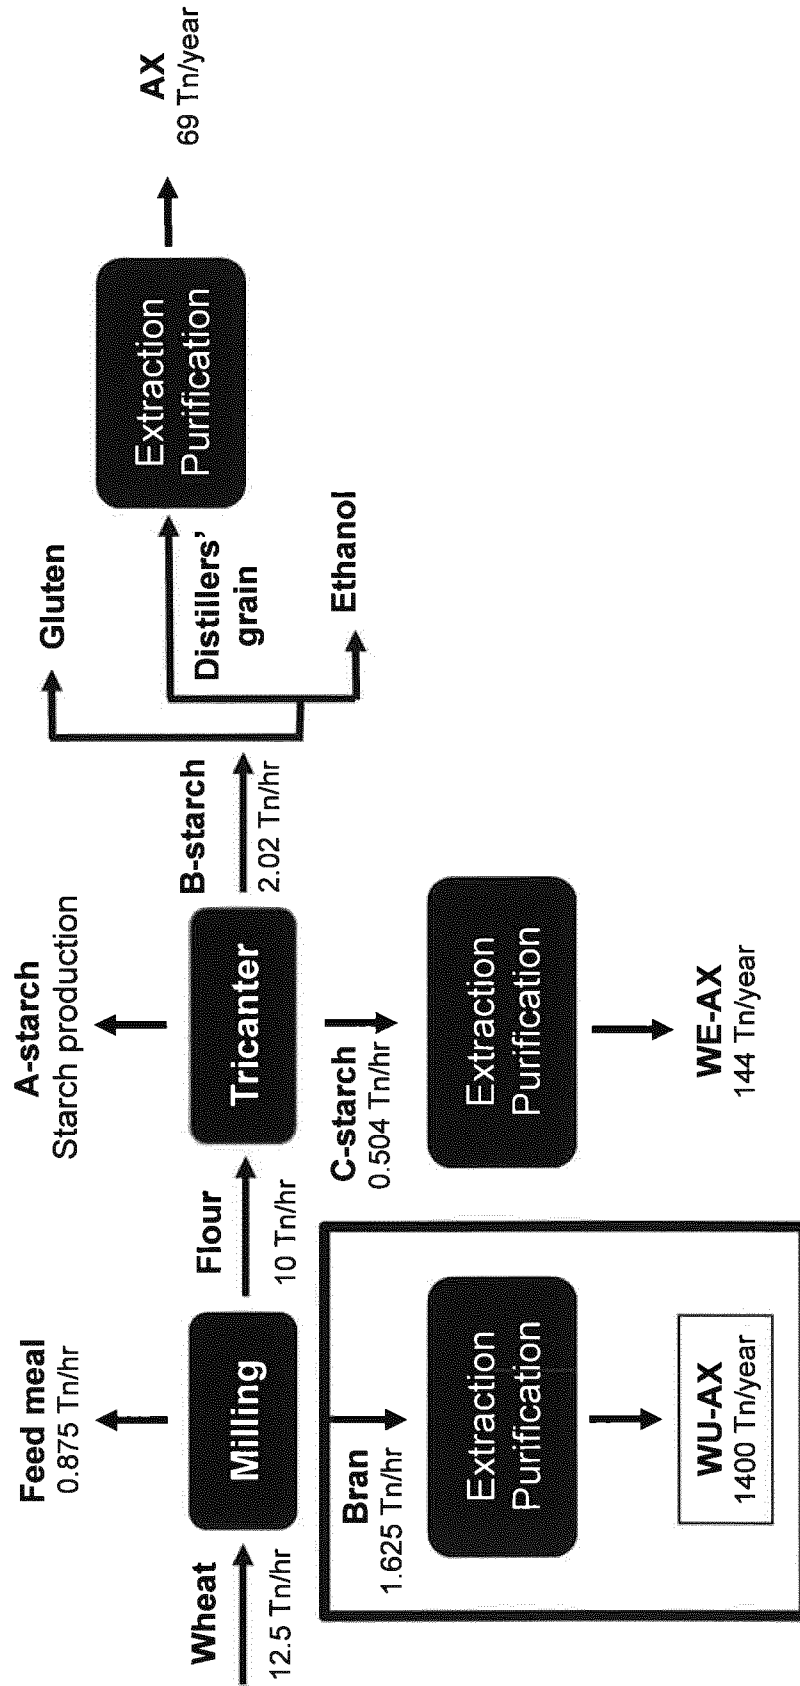 Wheat
12.5 Tn/hr
Milling
Feed meal
0.875 Tn/hr
Bran
1.625 Tn/hr
Extraction
Purification
WU-AX
1400 Tn/year
Flour
10 Tn/hr
Tricanter
A-starch
Starch production
C-starch
0.504 Tn/hr
Extraction
Purification
WE-AX
144 Tn/year
B-starch
2.02 Tn/hr
Gluten
Distillers'
grain
Ethanol
Extraction
Purification
AX
69 Tn/year